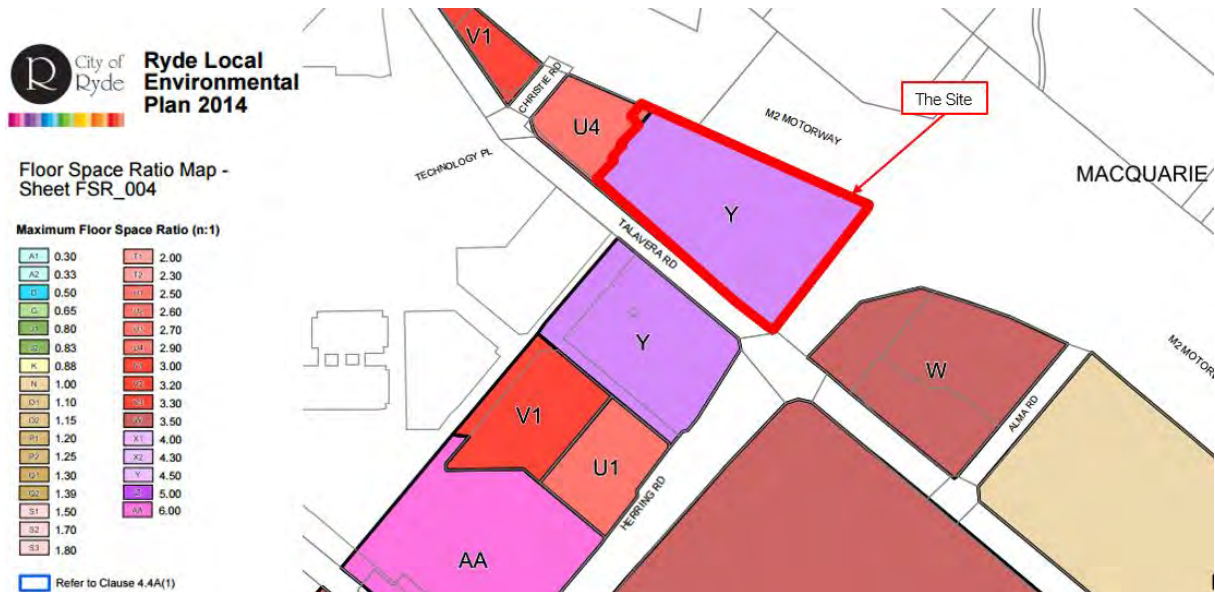 R
City of
Ryde
Ryde Local
Environmental
Plan 2014
Floor Space Ratio Map -
Sheet FSR_004
Maximum Floor Space Ratio (n:1)
A1 0.30
A2 0.33
0.50
0.65
0.80
0.83
K 0.88
N 1.00
O1 1.10
O2 1.15
P1 1.20
P2 1.25
Q1 1.30
Q2 1.39
S1 1.50
S2 1.70
S3 1.80
T1 2.00
T2 2.30
2.50
2.60
2.70
U4 2.90
3.00
3.20
3.30
3.50
X1 4.00
X2 4.30
Y 4.50
5.00
AA 6.00
Refer to Clause 4.4A(1)
V1
CHRISTIE RD
U4
TECHNOLOGY PL
The Site
M2 MOTORWAY
MACQUARIE
Y
TALAVERA RD
Y
W
V1
U1
ALMA RD
HERRING RD
AA